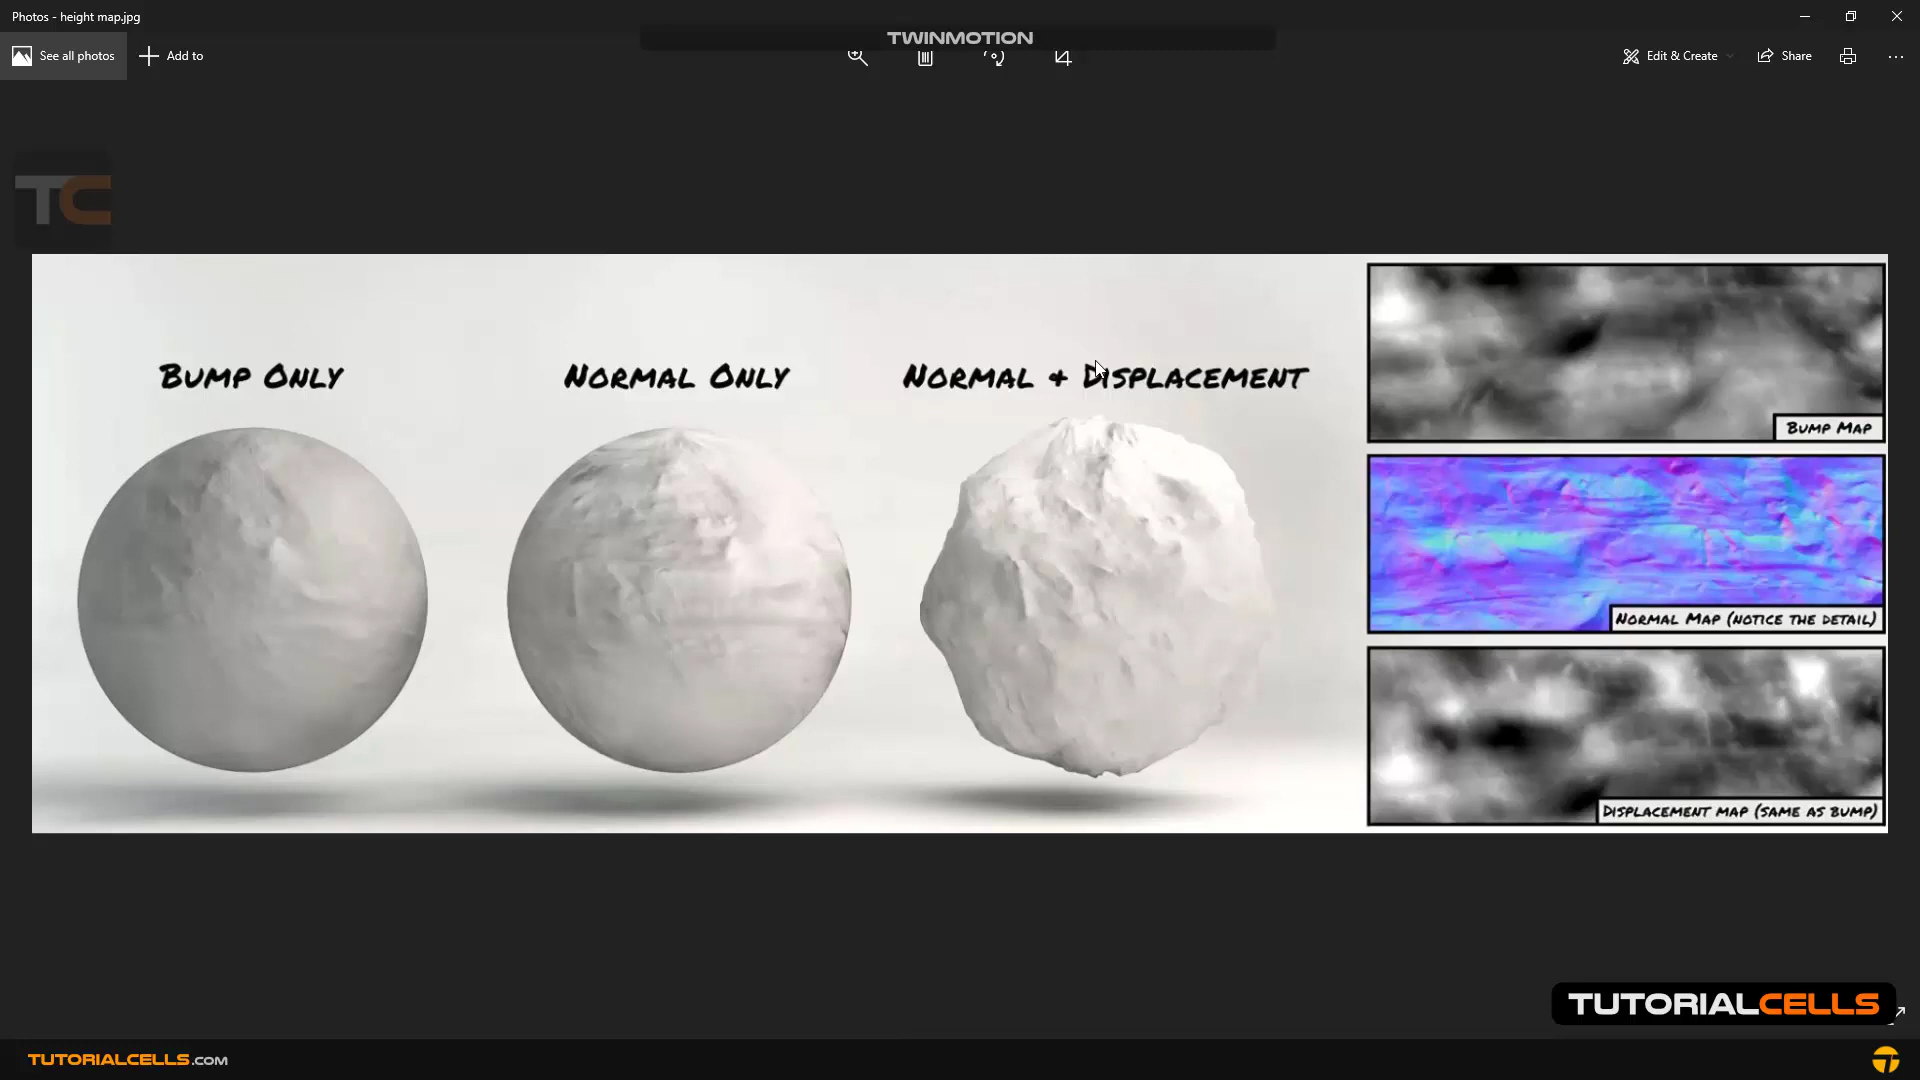 Photos - height map.jpg
TWINMOTION
See all photos
Add to
Edit & Create
Share
TC
BUMP ONLY
NORMAL ONLY
NORMAL + DISPLACEMENT
BUMP MAP
NORMAL MAP (NOTICE THE DETAIL)
DISPLACEMENT MAP (SAME AS BUMP)
TUTORIALCELLS
TUTORIALCELLS.COM